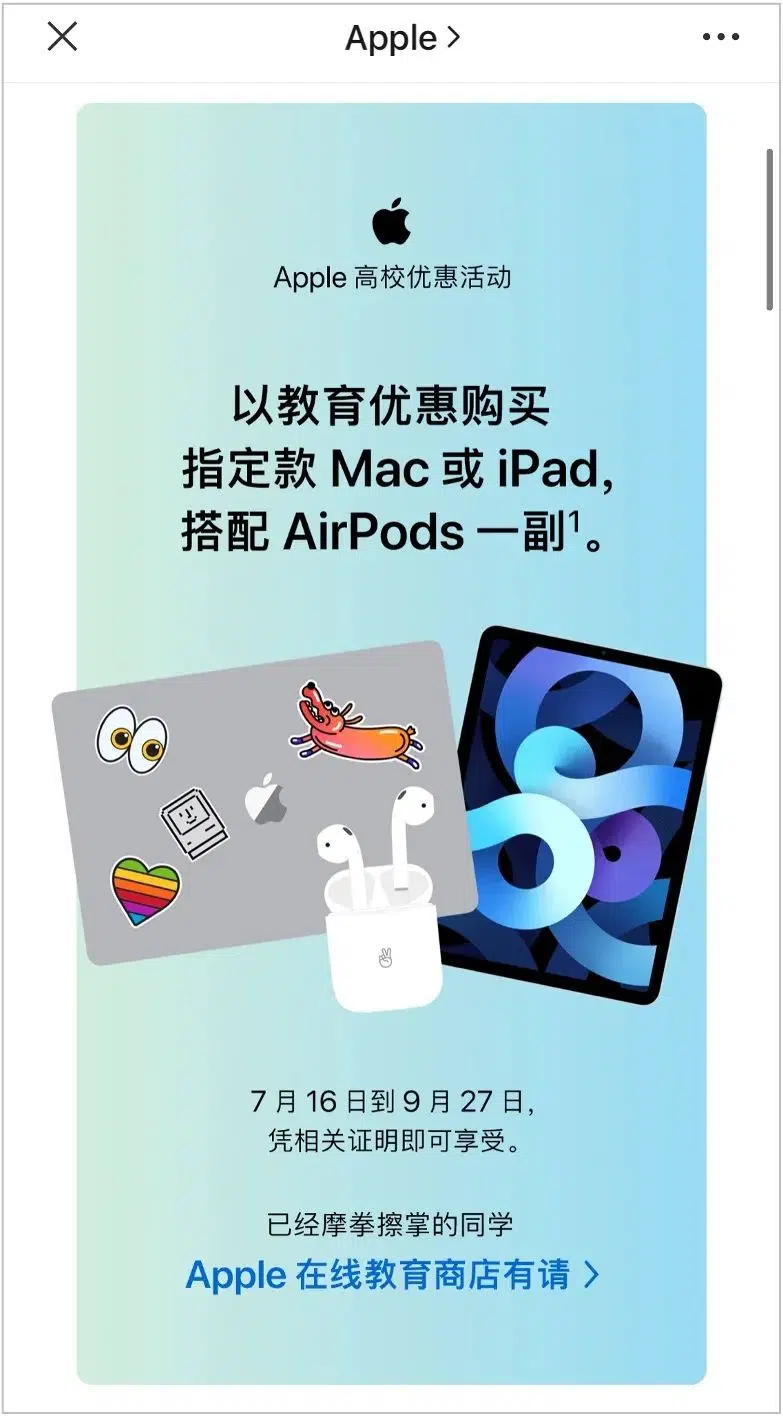 Apple >
Apple 高校优惠活动
以教育优惠购买
指定款 Mac 或 iPad,
搭配 AirPods 一副¹。
7 月 16 日到 9 月 27 日,
凭相关证明即可享受。
已经摩拳擦掌的同学
Apple 在线教育商店有请 >